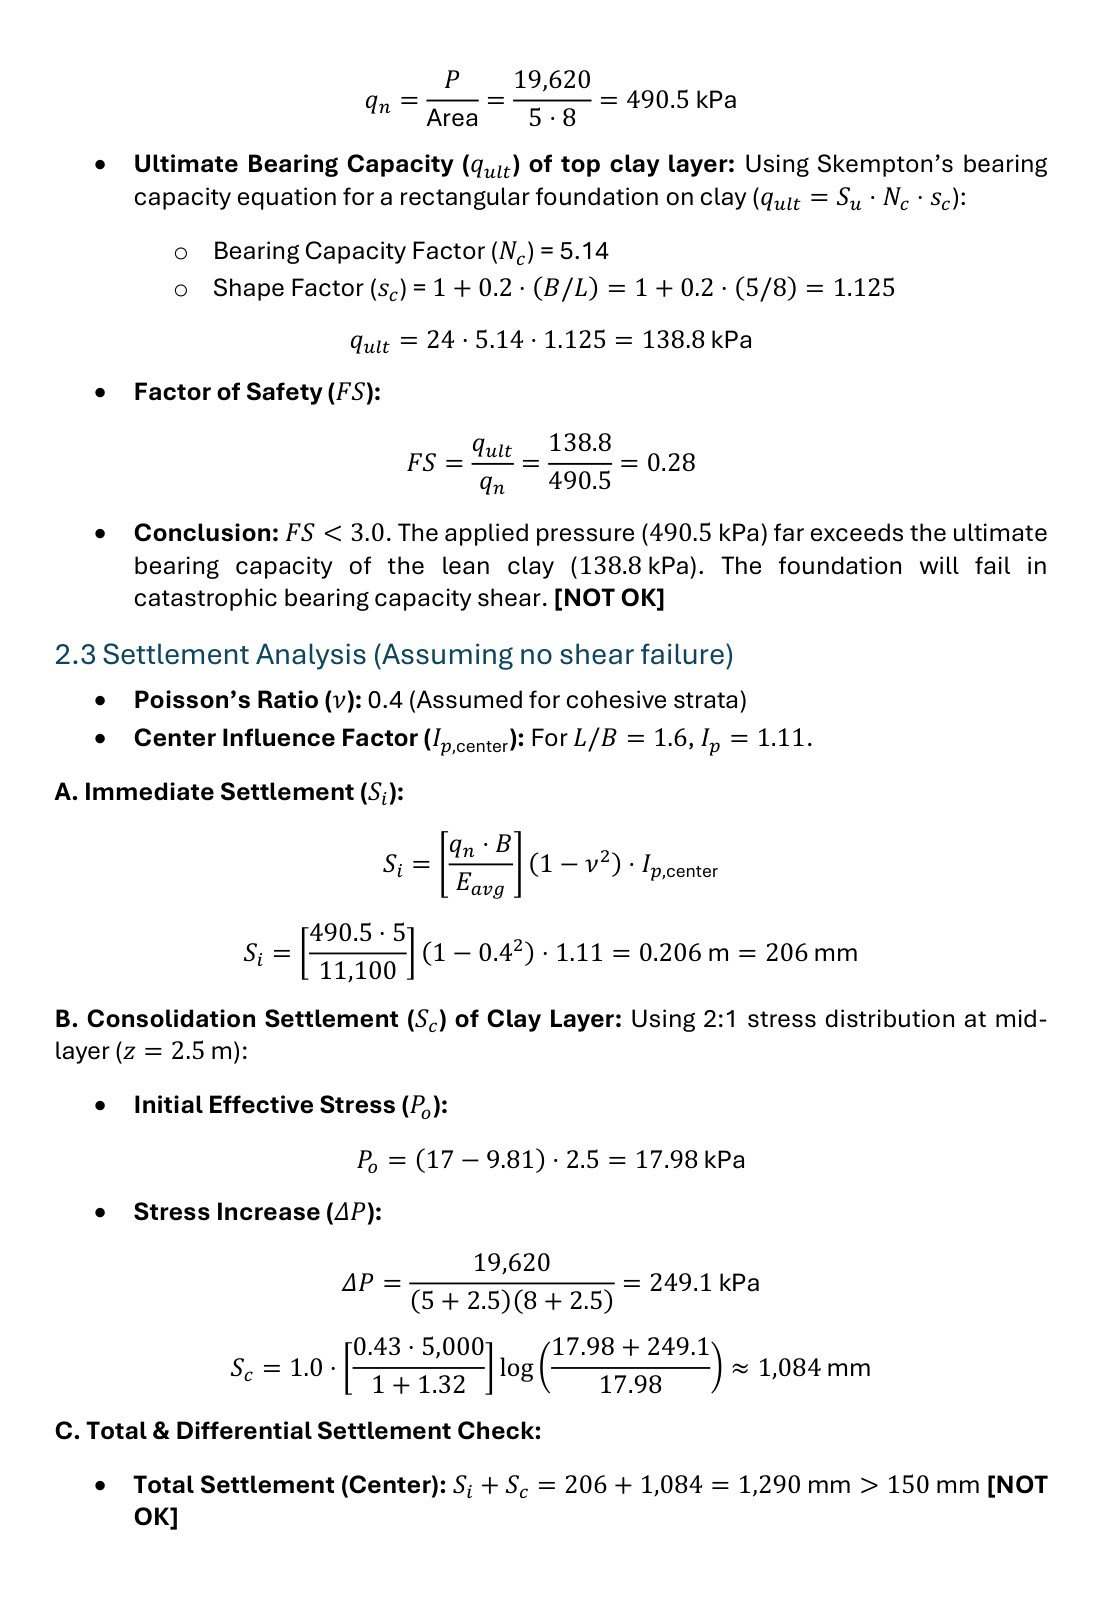 qₙ = P / Area = 19,620 / 5 · 8 = 490.5 kPa
• Ultimate Bearing Capacity (q_ult) of top clay layer: Using Skempton’s bearing
capacity equation for a rectangular foundation on clay (q_ult = S_u · N_c · s_c):
○ Bearing Capacity Factor (N_c) = 5.14
○ Shape Factor (s_c) = 1 + 0.2 · (B/L) = 1 + 0.2 · (5/8) = 1.125
q_ult = 24 · 5.14 · 1.125 = 138.8 kPa
• Factor of Safety (FS):
FS = q_ult / qₙ = 138.8 / 490.5 = 0.28
• Conclusion: FS < 3.0. The applied pressure (490.5 kPa) far exceeds the ultimate
bearing capacity of the lean clay (138.8 kPa). The foundation will fail in
catastrophic bearing capacity shear. [NOT OK]
2.3 Settlement Analysis (Assuming no shear failure)
• Poisson’s Ratio (ν): 0.4 (Assumed for cohesive strata)
• Center Influence Factor (I_p,center): For L/B = 1.6, I_p = 1.11.
A. Immediate Settlement (S_i):
S_i = [qₙ · B / E_avg] (1 − ν²) · I_p,center
S_i = [490.5 · 5 / 11,100] (1 − 0.4²) · 1.11 = 0.206 m = 206 mm
B. Consolidation Settlement (S_c) of Clay Layer: Using 2:1 stress distribution at mid-
layer (z = 2.5 m):
• Initial Effective Stress (P_o):
P_o = (17 − 9.81) · 2.5 = 17.98 kPa
• Stress Increase (ΔP):
ΔP = 19,620 / (5 + 2.5)(8 + 2.5) = 249.1 kPa
S_c = 1.0 · [0.43 · 5,000 / 1 + 1.32] log (17.98 + 249.1 / 17.98) ≈ 1,084 mm
C. Total & Differential Settlement Check:
• Total Settlement (Center): S_i + S_c = 206 + 1,084 = 1,290 mm > 150 mm [NOT
OK]